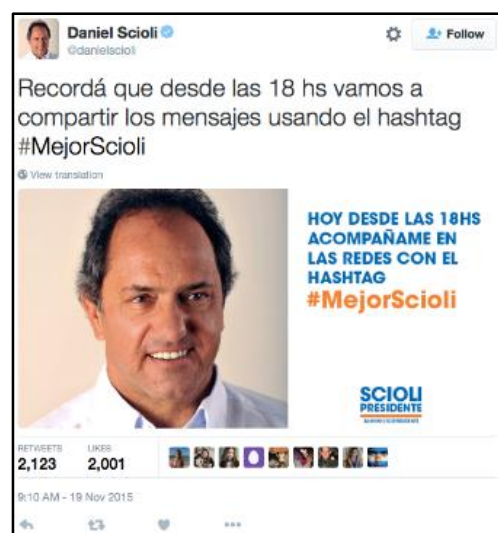 Daniel Scioli
@danielscioli
Follow
Recordá que desde las 18 hs vamos a
compartir los mensajes usando el hashtag
#MejorScioli
View translation
HOY DESDE LAS 18HS
ACOMPAÑAME EN
LAS REDES CON EL
HASHTAG
#MejorScioli
SCIOLI
PRESIDENTE
RETWEETS LIKES
2,123 2,001
9:10 AM - 19 Nov 2015